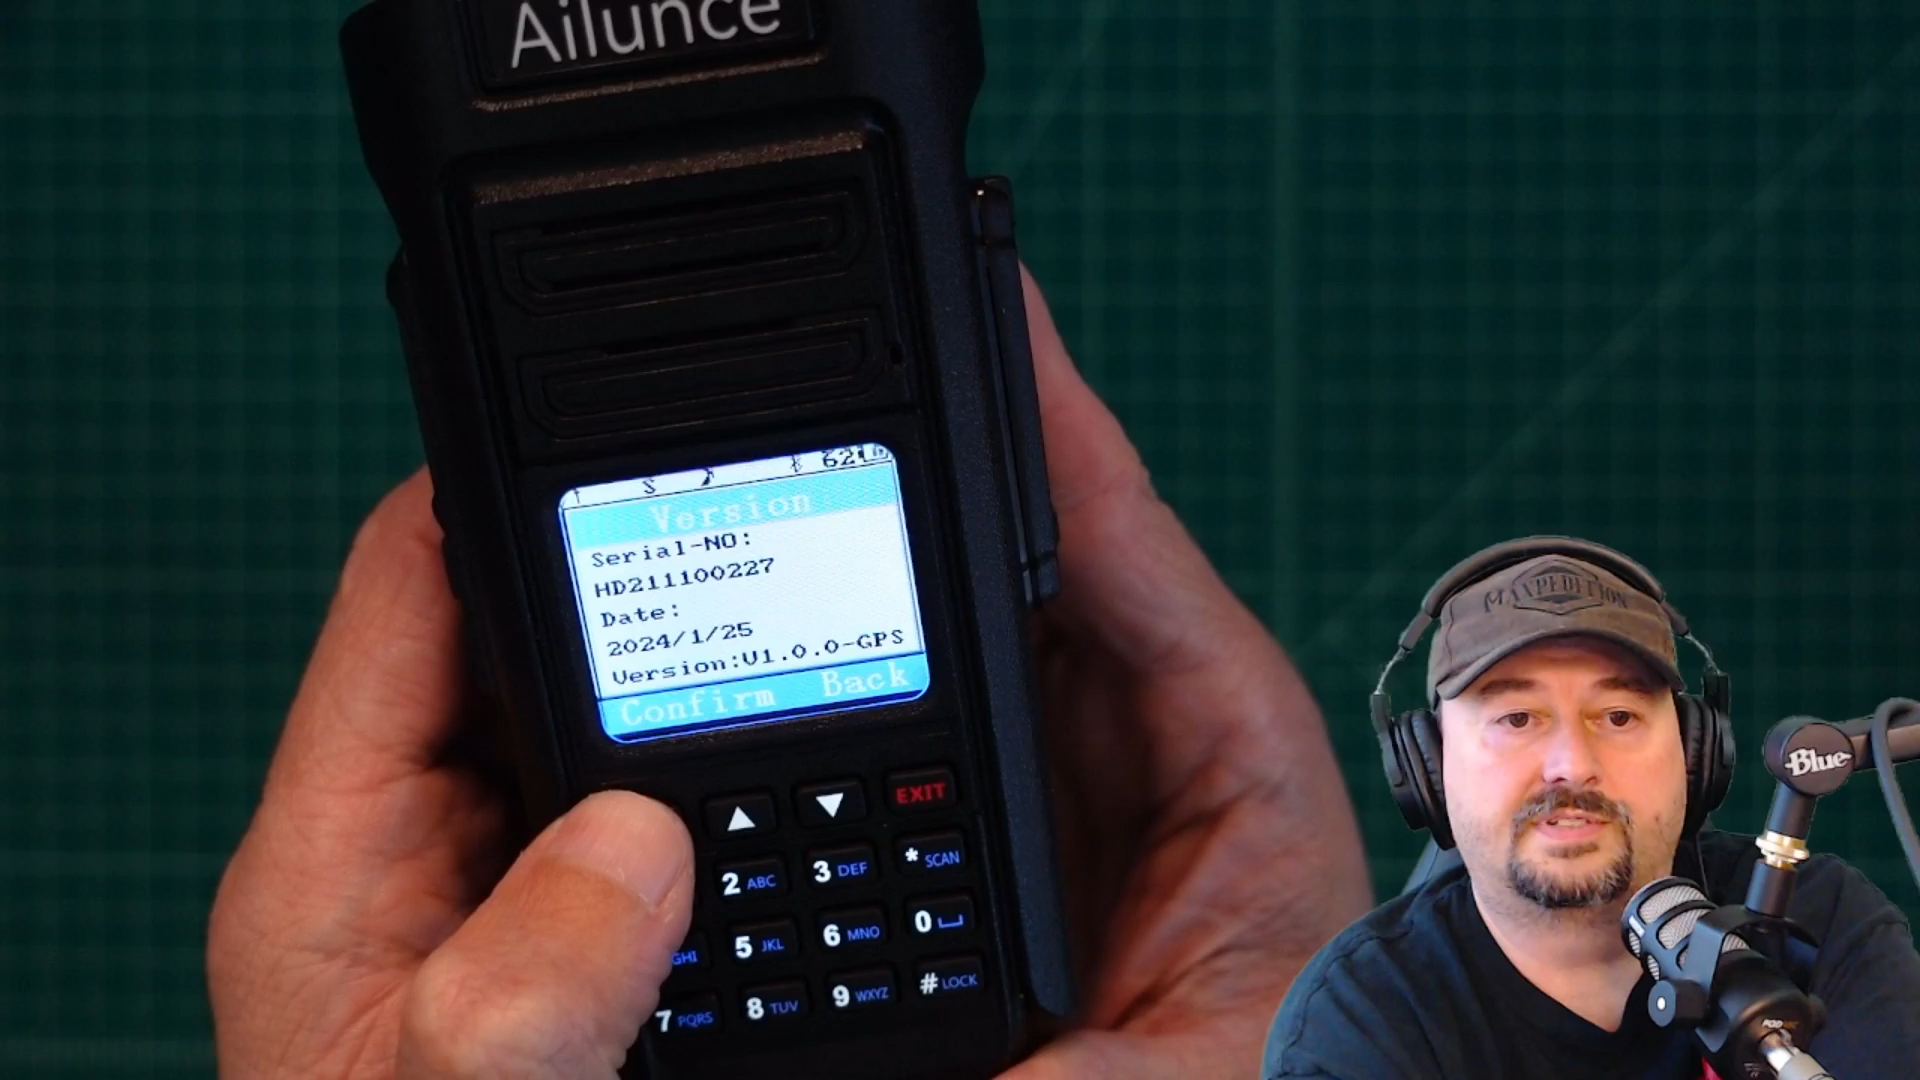 Ailunce
S 62
Version
Serial-NO:
HD211100227
Date:
2024/1/25
Version:V1.0.0-GPS
Confirm Back
EXIT
2 ABC 3 DEF * SCAN
GHI 5 JKL 6 MNO 0
7 PQRS 8 TUV 9 WXYZ # LOCK
MAXPEDITION
Blue